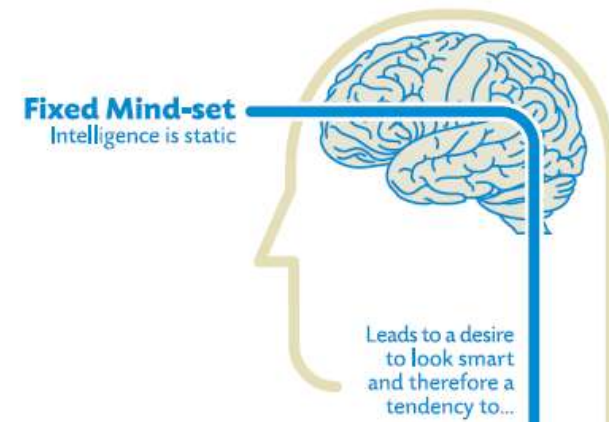 Fixed Mind-set
Intelligence is static
Leads to a desire
to look smart
and therefore a
tendency to...